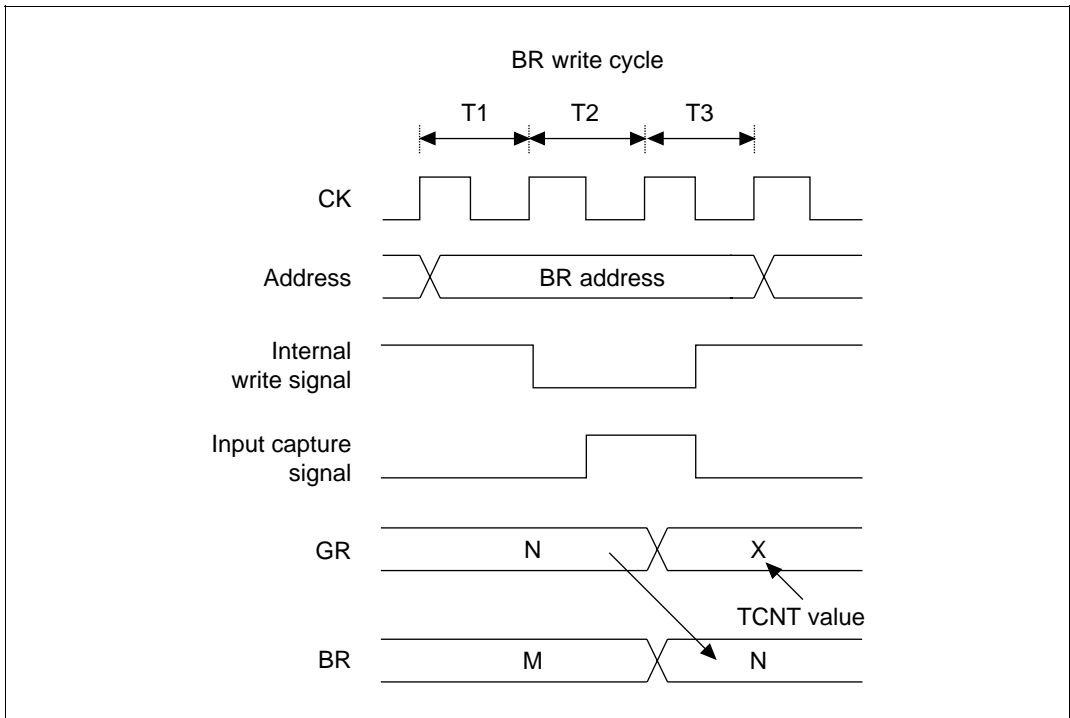 BR write cycle
T1 T2 T3
CK
Address BR address
Internal
write signal
Input capture
signal
GR N X
TCNT value
BR M N